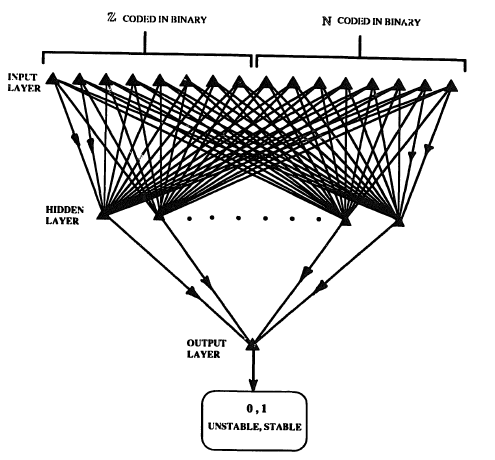 ℤ CODED IN BINARY
ℕ CODED IN BINARY
INPUT
LAYER
HIDDEN
LAYER
OUTPUT
LAYER
0 , 1
UNSTABLE, STABLE